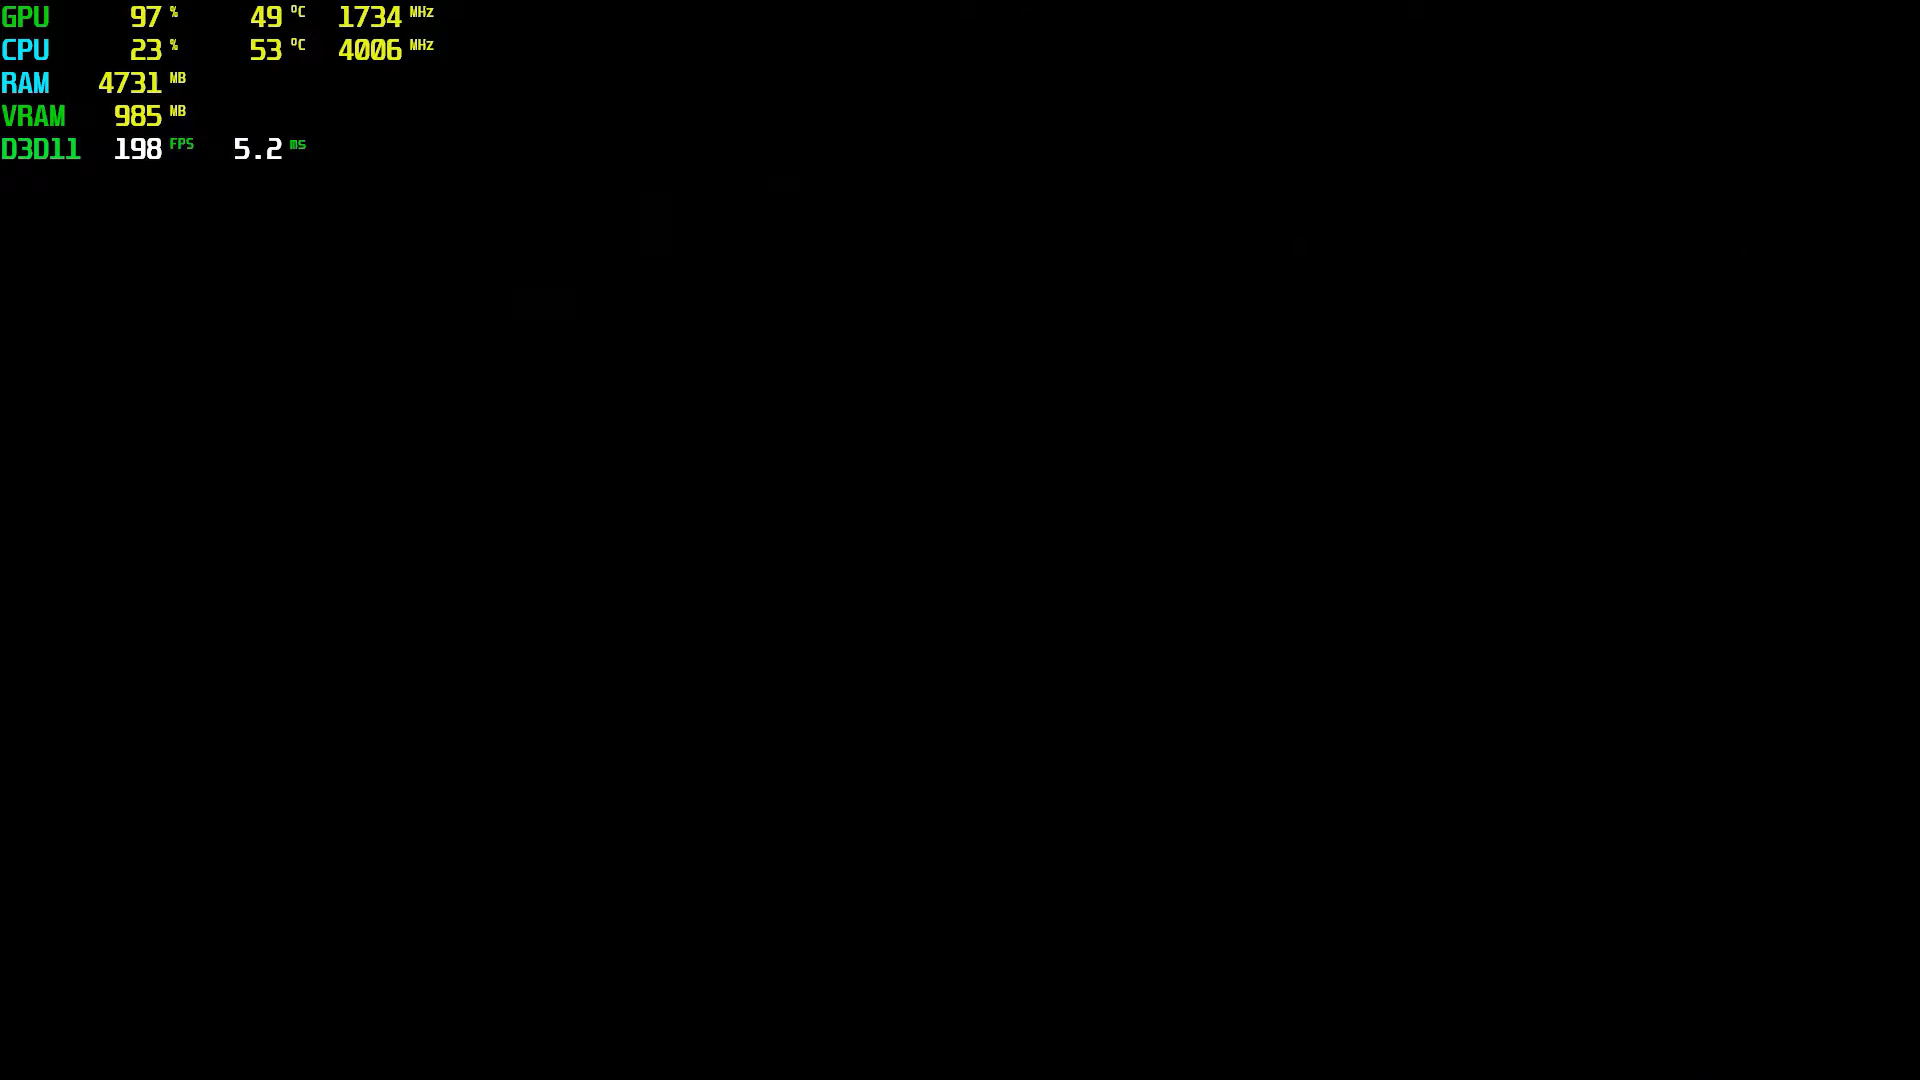 GPU 97 % 49 °C 1734 MHz
CPU 23 % 53 °C 4006 MHz
RAM 4731 MB
VRAM 985 MB
D3D11 198 FPS 5.2 ms